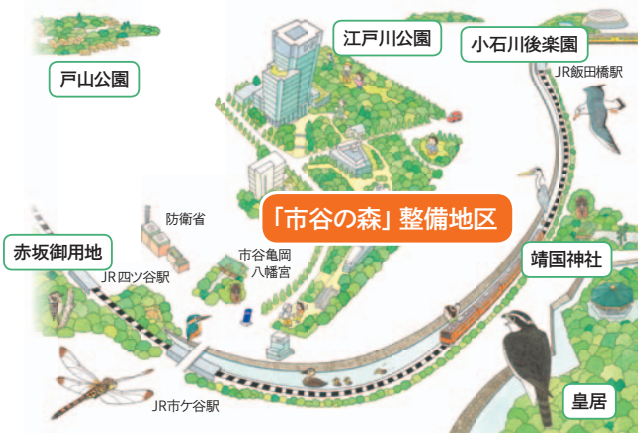 江戸川公園
小石川後楽園
戸山公園
JR飯田橋駅
「市谷の森」整備地区
防衛省
赤坂御用地
市谷亀岡
八幡宮
JR四ツ谷駅
靖国神社
皇居
JR市ケ谷駅